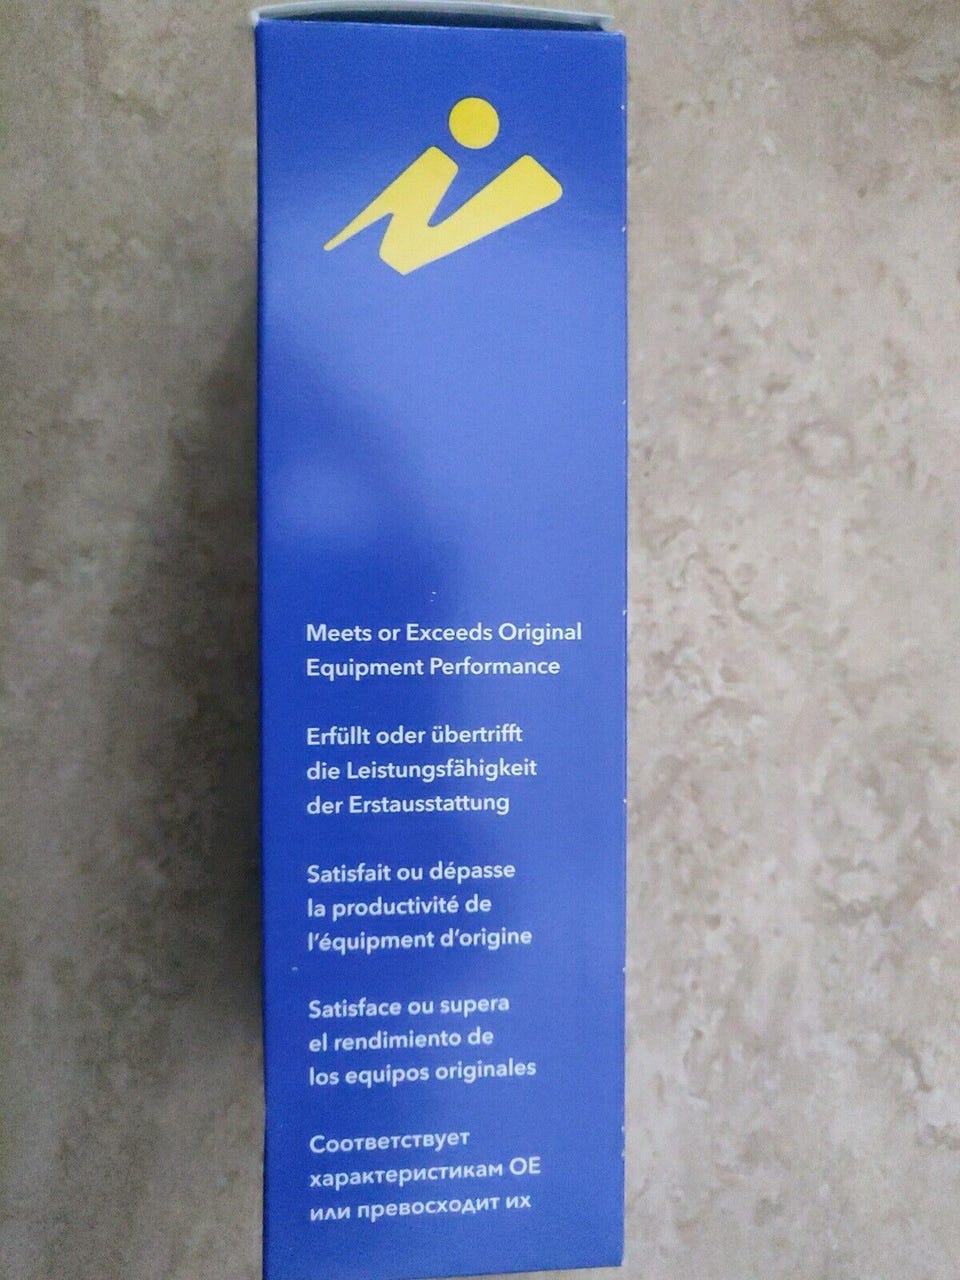 Meets or Exceeds Original
Equipment Performance
Erfüllt oder übertrifft
die Leistungsfähigkeit
der Erstausstattung
Satisfait ou dépasse
la productivité de
l’équipment d’origine
Satisface ou supera
el rendimiento de
los equipos originales
Соответствует
характеристикам ОЕ
или превосходит их